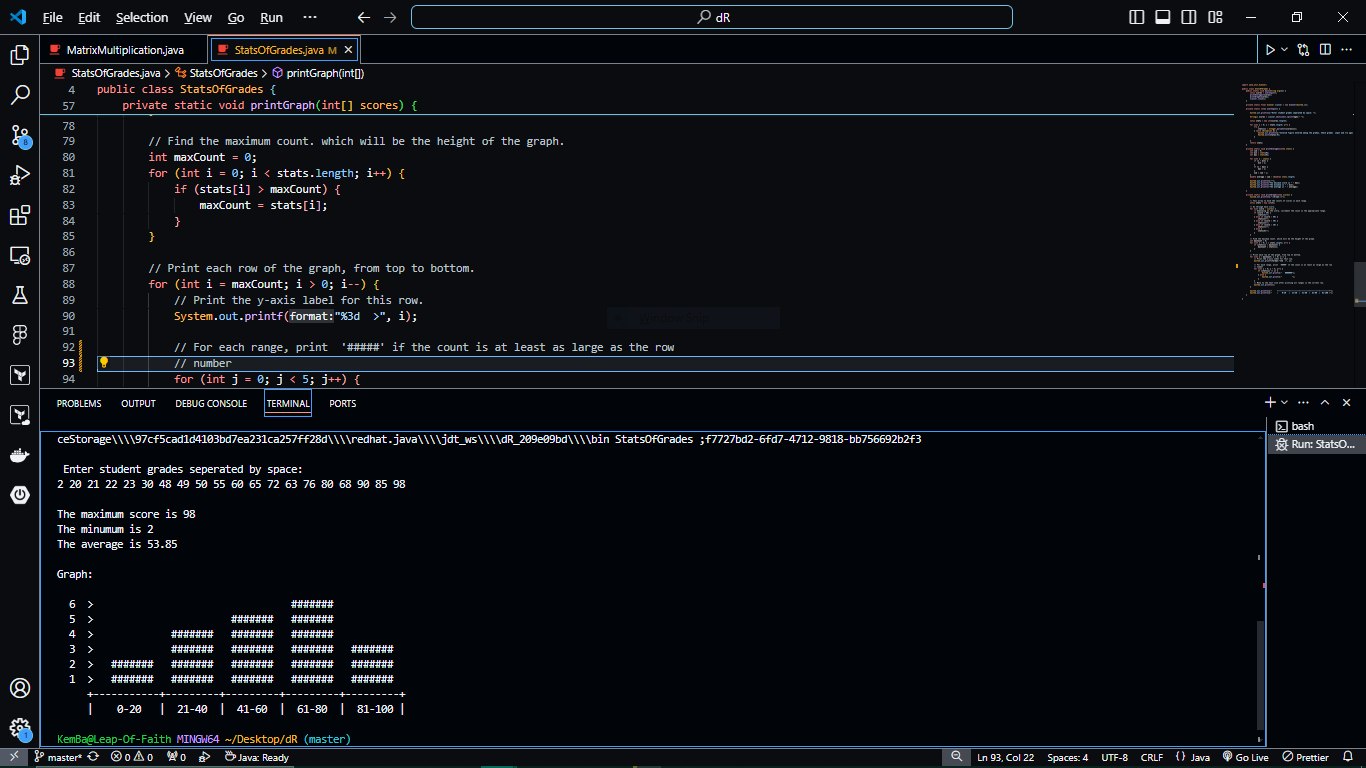 File Edit Selection View Go Run ··· dR
MatrixMultiplication.java StatsOfGrades.java M
StatsOfGrades.java > StatsOfGrades > printGraph(int[])
4 public class StatsOfGrades {
57 private static void printGraph(int[] scores) {
78
79 // Find the maximum count. which will be the height of the graph.
80 int maxCount = 0;
81 for (int i = 0; i < stats.length; i++) {
82 if (stats[i] > maxCount) {
83 maxCount = stats[i];
84 }
85 }
86
87 // Print each row of the graph, from top to bottom.
88 for (int i = maxCount; i > 0; i--) {
89 // Print the y-axis label for this row.
90 System.out.printf(format:"%3d  >", i);
91
92 // For each range, print  '#####' if the count is at least as large as the row
93 // number
94 for (int j = 0; j < 5; j++) {
PROBLEMS OUTPUT DEBUG CONSOLE TERMINAL PORTS
ceStorage\\\\97cf5cad1d4103bd7ea231ca257ff28d\\\\redhat.java\\\\jdt_ws\\\\dR_209e09bd\\\\bin StatsOfGrades ;f7727bd2-6fd7-4712-9818-bb756692b2f3
bash
Run: StatsO...
Enter student grades seperated by space:
2 20 21 22 23 30 48 49 50 55 60 65 72 63 76 80 68 90 85 98
The maximum score is 98
The minumum is 2
The average is 53.85
Graph:
6 > #######
5 > ####### #######
4 > ####### ####### #######
3 > ####### ####### ####### #######
2 > ####### ####### ####### ####### #######
1 > ####### ####### ####### ####### #######
+-----------+---------+---------+---------+---------+
| 0-20 | 21-40 | 41-60 | 61-80 | 81-100 |
KemBa@Leap-Of-Faith MINGW64 ~/Desktop/dR (master)
8
1
master* 0 0 0 Java: Ready Ln 93, Col 22 Spaces: 4 UTF-8 CRLF {} Java Go Live Prettier